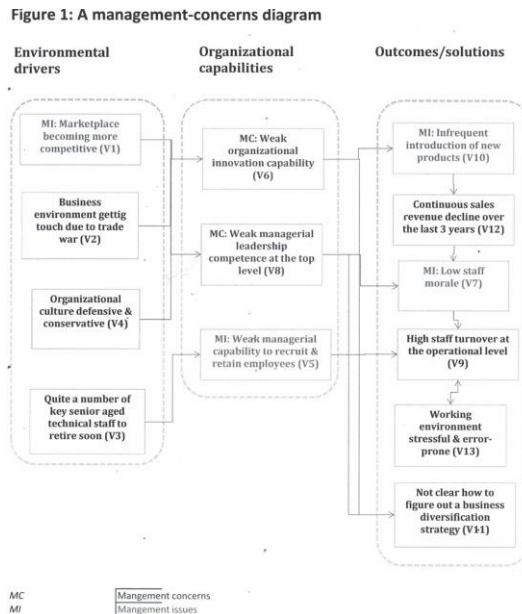 Figure 1: A management-concerns diagram
Environmental
drivers
Organizational
capabilities
Outcomes/solutions
MI: Marketplace
becoming more
competitive (V1)
Business
environment gettig
touch due to trade
war (V2)
Organizational
culture defensive &
conservative (V4)
Quite a number of
key senior aged
technical staff to
retire soon (V3)
MC: Weak
organizational
innovation capability
(V6)
MC: Weak managerial
leadership
competence at the top
level (V8)
MI: Weak managerial
capability to recruit &
retain employees (V5)
MI: Infrequent
introduction of new
products (V10)
Continuous sales
revenue decline over
the last 3 years (V12)
MI: Low staff
morale (V7)
High staff turnover at
the operational level
(V9)
Working
environment
stressful & error-
prone (V13)
Not clear how to
figure out a business
diversification
strategy (V11)
MC Mangement concerns
MI Mangement issues